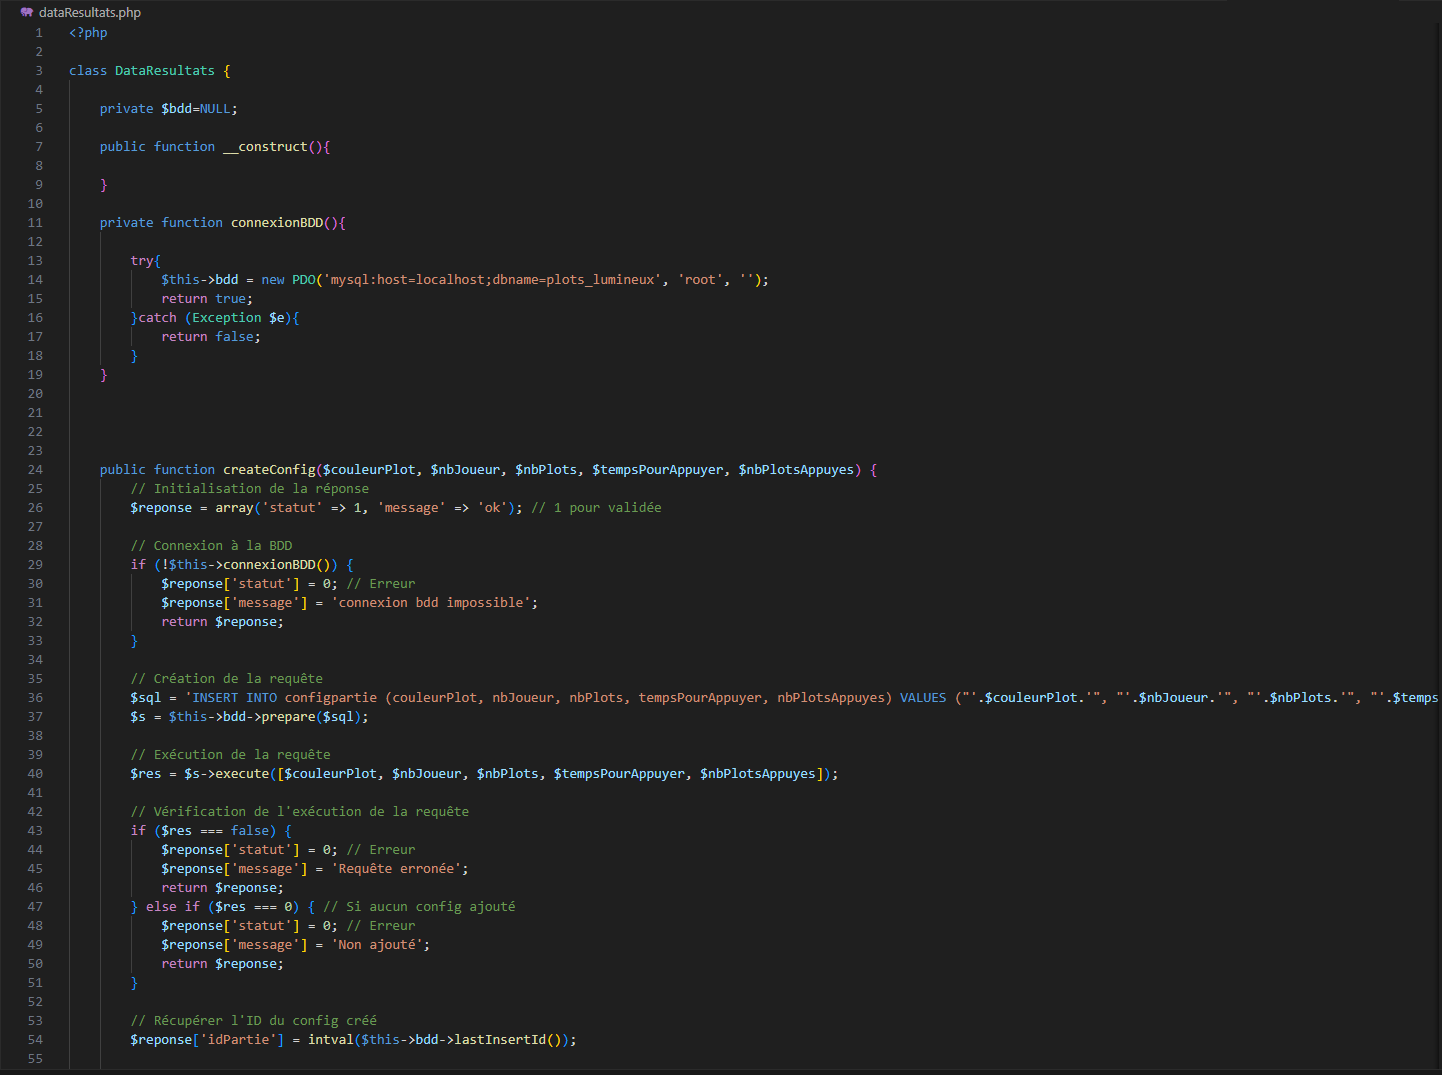 dataResultats.php
1 <?php
2
3 class DataResultats {
4
5 private $bdd=NULL;
6
7 public function __construct(){
8
9 }
10
11 private function connexionBDD(){
12
13 try{
14 $this->bdd = new PDO('mysql:host=localhost;dbname=plots_lumineux', 'root', '');
15 return true;
16 }catch (Exception $e){
17 return false;
18 }
19 }
20
21
22
23
24 public function createConfig($couleurPlot, $nbJoueur, $nbPlots, $tempsPourAppuyer, $nbPlotsAppuyes) {
25 // Initialisation de la réponse
26 $reponse = array('statut' => 1, 'message' => 'ok'); // 1 pour validée
27
28 // Connexion à la BDD
29 if (!$this->connexionBDD()) {
30 $reponse['statut'] = 0; // Erreur
31 $reponse['message'] = 'connexion bdd impossible';
32 return $reponse;
33 }
34
35 // Création de la requête
36 $sql = 'INSERT INTO configpartie (couleurPlot, nbJoueur, nbPlots, tempsPourAppuyer, nbPlotsAppuyes) VALUES ("'.$couleurPlot.'", "'.$nbJoueur.'", "'.$nbPlots.'", "'.$temps
37 $s = $this->bdd->prepare($sql);
38
39 // Exécution de la requête
40 $res = $s->execute([$couleurPlot, $nbJoueur, $nbPlots, $tempsPourAppuyer, $nbPlotsAppuyes]);
41
42 // Vérification de l'exécution de la requête
43 if ($res === false) {
44 $reponse['statut'] = 0; // Erreur
45 $reponse['message'] = 'Requête erronée';
46 return $reponse;
47 } else if ($res === 0) { // Si aucun config ajouté
48 $reponse['statut'] = 0; // Erreur
49 $reponse['message'] = 'Non ajouté';
50 return $reponse;
51 }
52
53 // Récupérer l'ID du config créé
54 $reponse['idPartie'] = intval($this->bdd->lastInsertId());
55